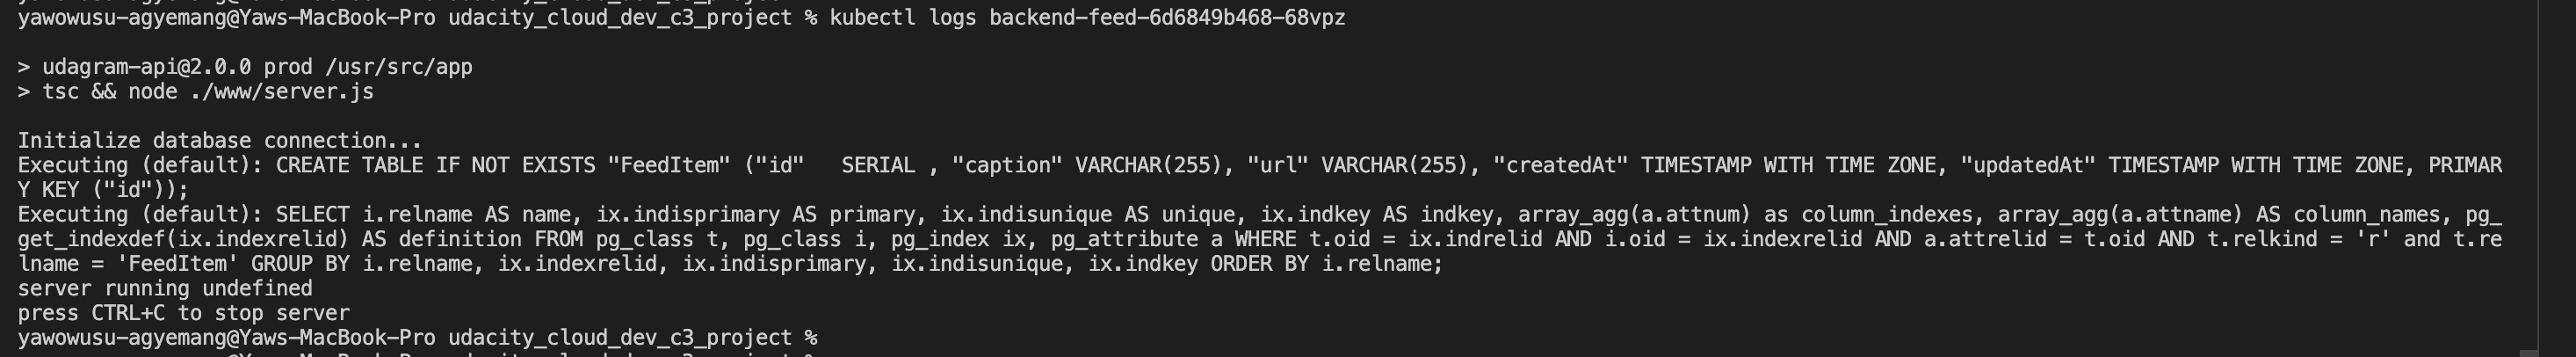 yawowusu-agyemang@Yaws-MacBook-Pro udacity_cloud_dev_c3_project % kubectl logs backend-feed-6d6849b468-68vpz
> udagram-api@2.0.0 prod /usr/src/app
> tsc && node ./www/server.js
Initialize database connection...
Executing (default): CREATE TABLE IF NOT EXISTS "FeedItem" ("id"   SERIAL , "caption" VARCHAR(255), "url" VARCHAR(255), "createdAt" TIMESTAMP WITH TIME ZONE, "updatedAt" TIMESTAMP WITH TIME ZONE, PRIMAR
Y KEY ("id"));
Executing (default): SELECT i.relname AS name, ix.indisprimary AS primary, ix.indisunique AS unique, ix.indkey AS indkey, array_agg(a.attnum) as column_indexes, array_agg(a.attname) AS column_names, pg_
get_indexdef(ix.indexrelid) AS definition FROM pg_class t, pg_class i, pg_index ix, pg_attribute a WHERE t.oid = ix.indrelid AND i.oid = ix.indexrelid AND a.attrelid = t.oid AND t.relkind = 'r' and t.re
lname = 'FeedItem' GROUP BY i.relname, ix.indexrelid, ix.indisprimary, ix.indisunique, ix.indkey ORDER BY i.relname;
server running undefined
press CTRL+C to stop server
yawowusu-agyemang@Yaws-MacBook-Pro udacity_cloud_dev_c3_project %